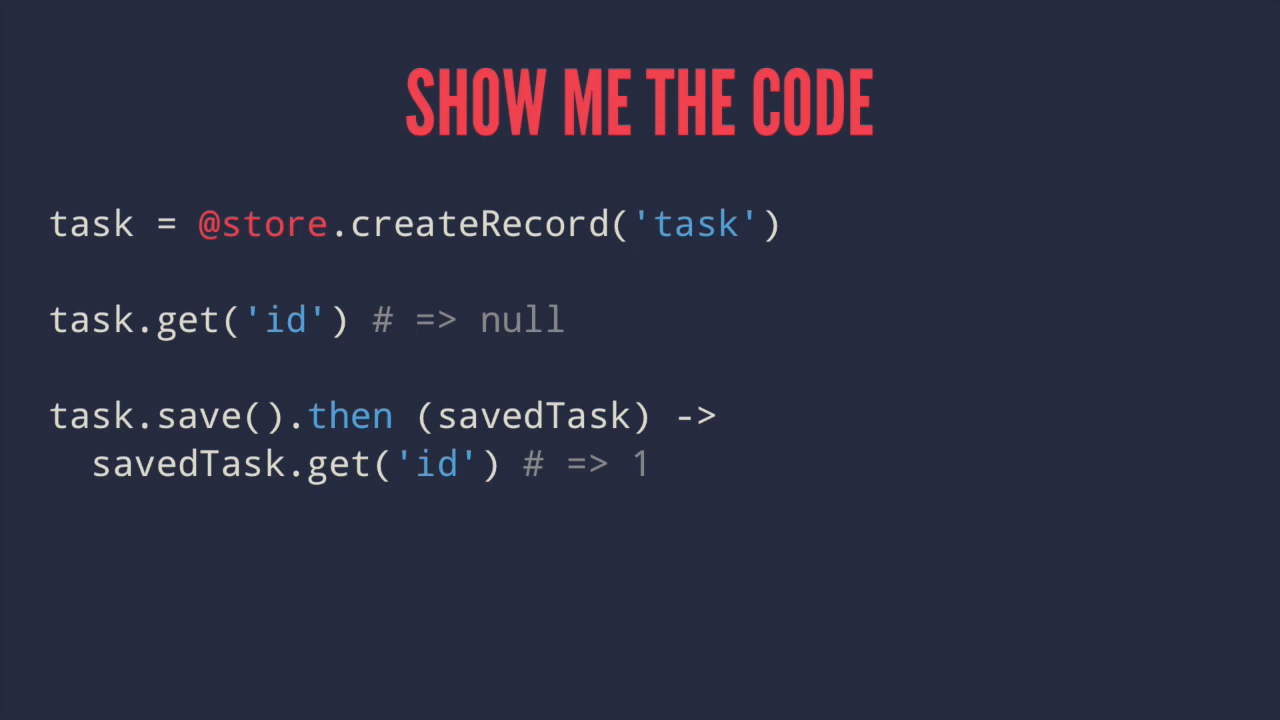 SHOW ME THE CODE
task = @store.createRecord('task')
task.get('id') # => null
task.save().then (savedTask) ->
  savedTask.get('id') # => 1